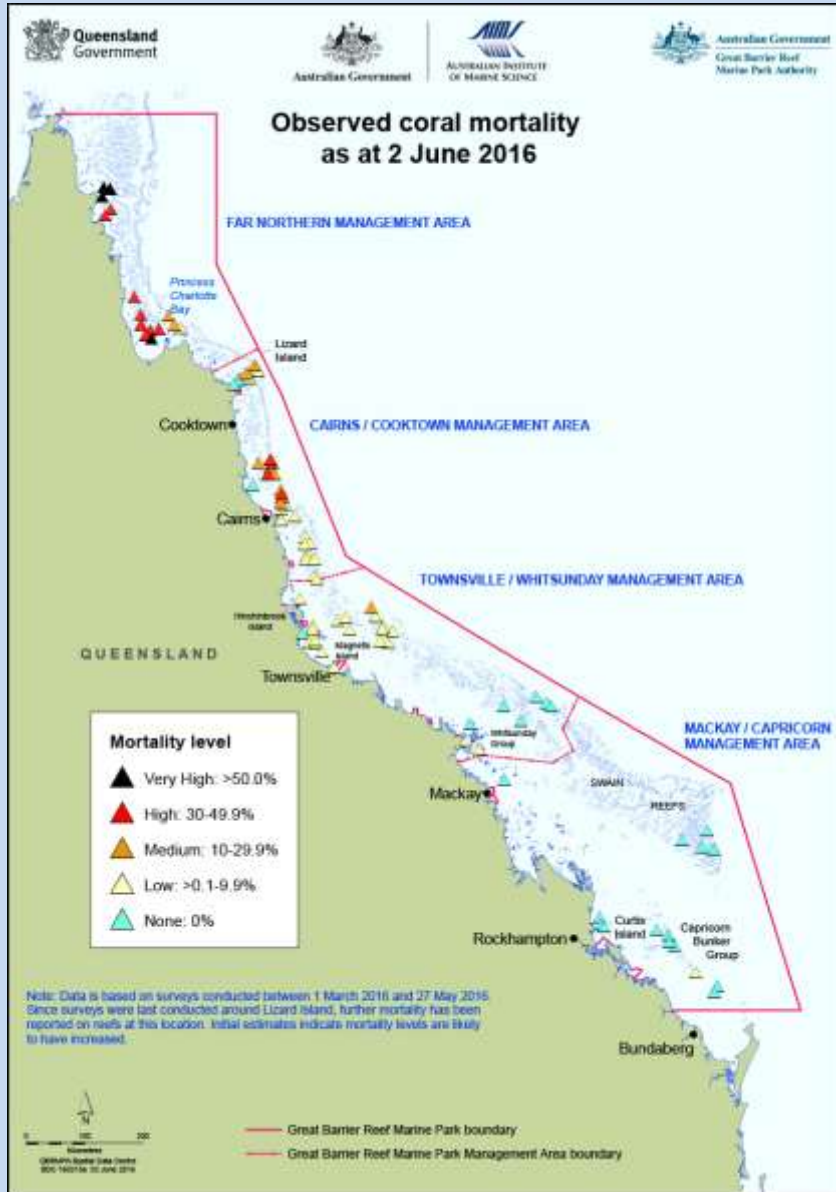 Queensland
Government
Australian Government
AIMS
AUSTRALIAN INSTITUTE
OF MARINE SCIENCE
Australian Government
Great Barrier Reef
Marine Park Authority
Observed coral mortality
as at 2 June 2016
FAR NORTHERN MANAGEMENT AREA
Princess
Charlotte
Bay
Lizard
Island
Cooktown
CAIRNS / COOKTOWN MANAGEMENT AREA
Cairns
TOWNSVILLE / WHITSUNDAY MANAGEMENT AREA
Hinchinbrook
Island
QUEENSLAND
Magnetic
Island
Townsville
MACKAY / CAPRICORN
MANAGEMENT AREA
Whitsunday
Group
Mortality level
Very High: >50.0%
High: 30-49.9%
Medium: 10-29.9%
Low: >0.1-9.9%
None: 0%
SWAIN
REEFS
Mackay
Curtis
Island
Capricorn
Bunker
Group
Rockhampton
Note: Data is based on surveys conducted between 1 March 2016 and 27 May 2016.
Since surveys were last conducted around Lizard Island, further mortality has been
reported on reefs at this location. Initial estimates indicate mortality levels are likely
to have increased.
Bundaberg
N
0 100 200
Kilometres
Great Barrier Reef Marine Park boundary
Great Barrier Reef Marine Park Management Area boundary